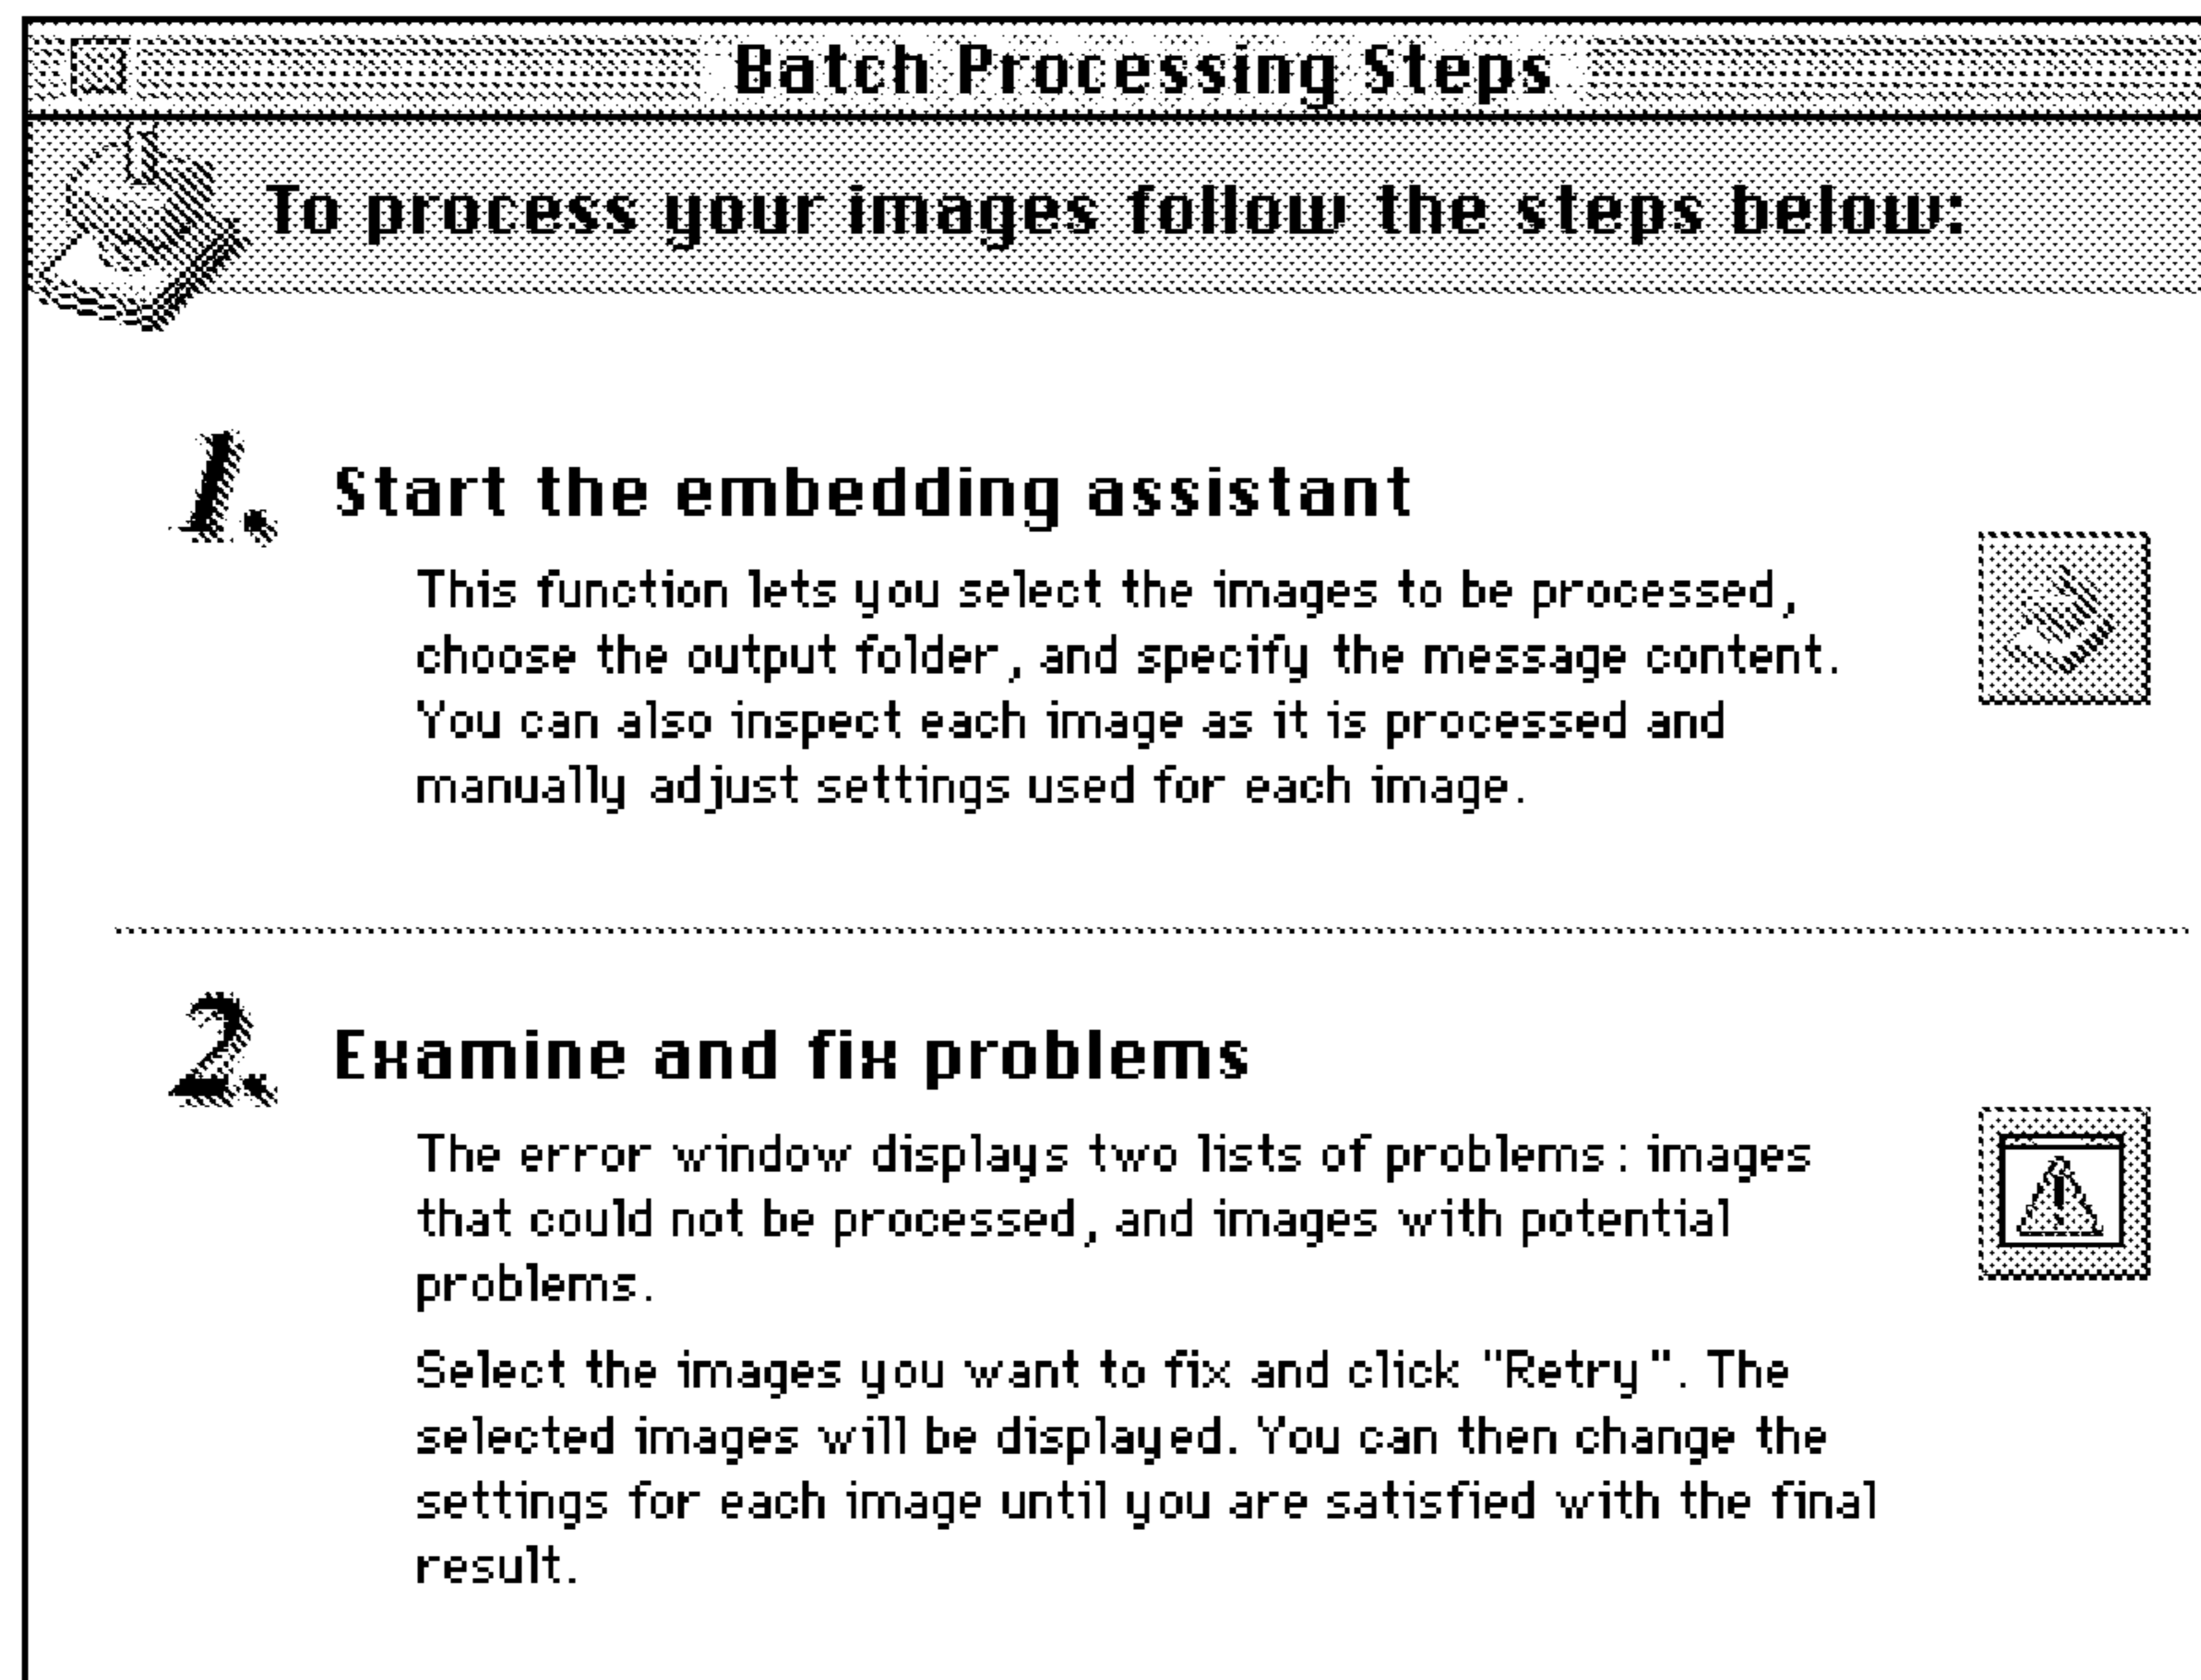 Batch Processing Steps
To process your images follow the steps below:
1.
Start the embedding assistant
This function lets you select the images to be processed,
choose the output folder, and specify the message content.
You can also inspect each image as it is processed and
manually adjust settings used for each image.
2.
Examine and fix problems
The error window displays two lists of problems: images
that could not be processed, and images with potential
problems.
Select the images you want to fix and click "Retry". The
selected images will be displayed. You can then change the
settings for each image until you are satisfied with the final
result.